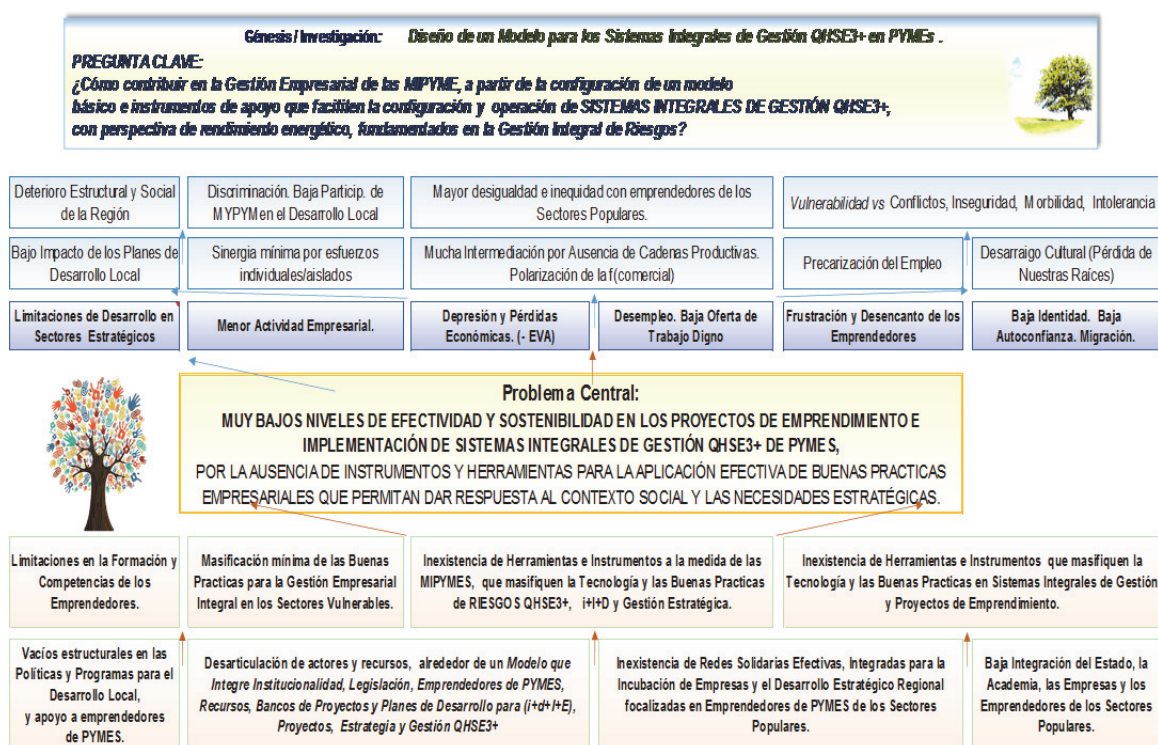 Génesis / Investigación: Diseño de un Modelo para los Sistemas Integrales de Gestión QHSE3+ en PYMEs .
PREGUNTA CLAVE:
¿Cómo contribuir en la Gestión Empresarial de las MIPYME, a partir de la configuración de un modelo
básico e instrumentos de apoyo que faciliten la configuración y operación de SISTEMAS INTEGRALES DE GESTIÓN QHSE3+,
con perspectiva de rendimiento energético, fundamentados en la Gestión Integral de Riesgos?
Deterioro Estructural y Social
de la Región
Discriminación. Baja Particip. de
MYPYM en el Desarrollo Local
Mayor desigualdad e inequidad con emprendedores de los
Sectores Populares.
Vulnerabilidad vs Conflictos, Inseguridad, Morbilidad, Intolerancia
Bajo Impacto de los Planes de
Desarrollo Local
Sinergia mínima por esfuerzos
individuales/aislados
Mucha Intermediación por Ausencia de Cadenas Productivas.
Polarización de la f(comercial)
Precarización del Empleo
Desarraigo Cultural (Pérdida de
Nuestras Raíces)
Limitaciones de Desarrollo en
Sectores Estratégicos
Menor Actividad Empresarial.
Depresión y Pérdidas
Económicas. (- EVA)
Desempleo. Baja Oferta de
Trabajo Digno
Frustración y Desencanto de los
Emprendedores
Baja Identidad. Baja
Autoconfianza. Migración.
Problema Central:
MUY BAJOS NIVELES DE EFECTIVIDAD Y SOSTENIBILIDAD EN LOS PROYECTOS DE EMPRENDIMIENTO E
IMPLEMENTACIÓN DE SISTEMAS INTEGRALES DE GESTIÓN QHSE3+ DE PYMES,
POR LA AUSENCIA DE INSTRUMENTOS Y HERRAMIENTAS PARA LA APLICACIÓN EFECTIVA DE BUENAS PRACTICAS
EMPRESARIALES QUE PERMITAN DAR RESPUESTA AL CONTEXTO SOCIAL Y LAS NECESIDADES ESTRATÉGICAS.
Limitaciones en la Formación y
Competencias de los
Emprendedores.
Masificación mínima de las Buenas
Practicas para la Gestión Empresarial
Integral en los Sectores Vulnerables.
Inexistencia de Herramientas e Instrumentos a la medida de las
MIPYMES, que masifiquen la Tecnología y las Buenas Practicas
de RIESGOS QHSE3+, i+I+D y Gestión Estratégica.
Inexistencia de Herramientas e Instrumentos que masifiquen la
Tecnología y las Buenas Practicas en Sistemas Integrales de Gestión
y Proyectos de Emprendimiento.
Vacíos estructurales en las
Políticas y Programas para el
Desarrollo Local,
y apoyo a emprendedores
de PYMES.
Desarticulación de actores y recursos, alrededor de un Modelo que
Integre Institucionalidad, Legislación, Emprendedores de PYMES,
Recursos, Bancos de Proyectos y Planes de Desarrollo para (i+d+I+E),
Proyectos, Estrategia y Gestión QHSE3+
Inexistencia de Redes Solidarias Efectivas, Integradas para la
Incubación de Empresas y el Desarrollo Estratégico Regional
focalizadas en Emprendedores de PYMES de los Sectores
Populares.
Baja Integración del Estado, la
Academia, las Empresas y los
Emprendedores de los Sectores
Populares.